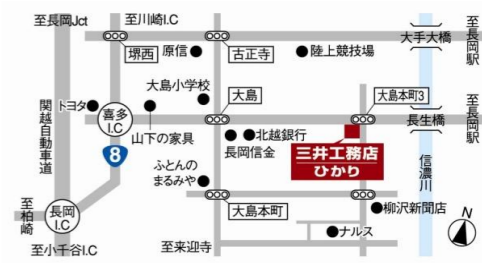 至長岡Jct
至川崎I.C
大手大橋
至長岡駅
堺西
原信
古正寺
陸上競技場
大島小学校
トヨタ
喜多
I.C
山下の家具
大島
大島本町3
長生橋
至長岡駅
関越自動車道
8
北越銀行
長岡信金
三井工務店
ひかり
信濃川
ふとんの
まるみや
至柏崎
長岡
I.C
大島本町
柳沢新聞店
ナルス
N
至小千谷I.C
至来迎寺